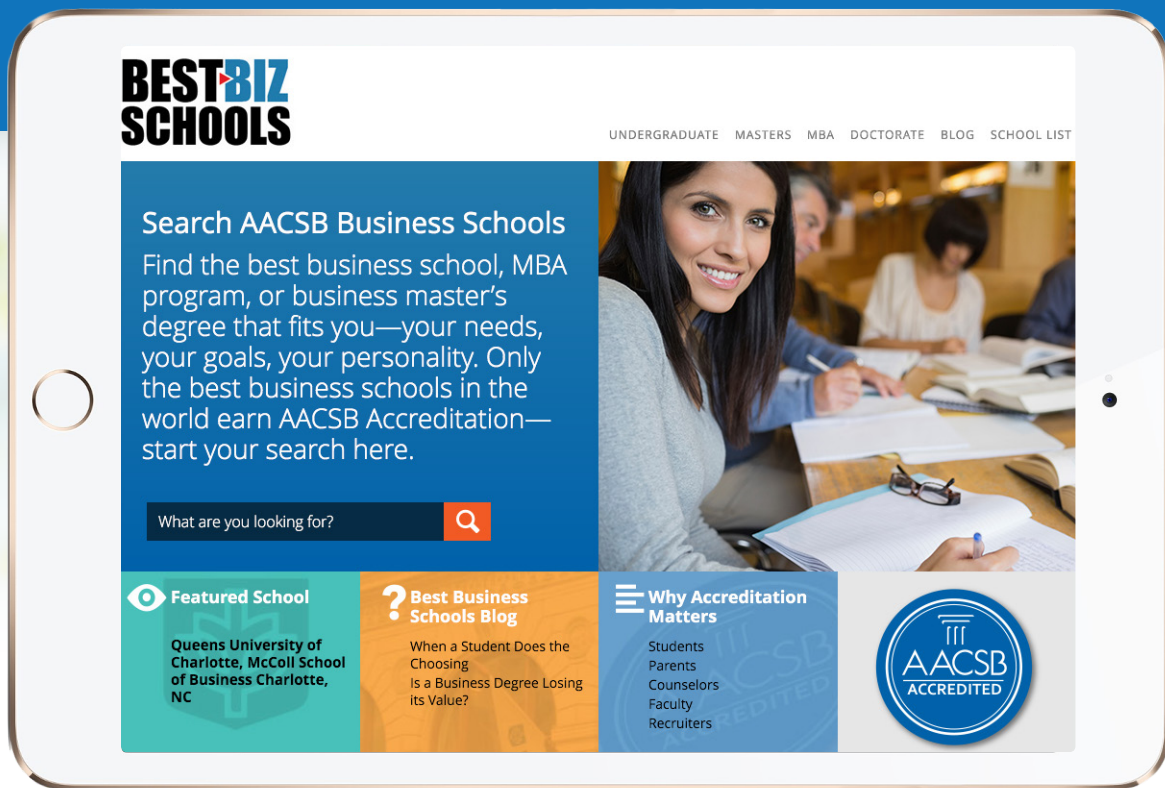 BEST BIZ
SCHOOLS
UNDERGRADUATE MASTERS MBA DOCTORATE BLOG SCHOOL LIST
Search AACSB Business Schools
Find the best business school, MBA
program, or business master’s
degree that fits you—your needs,
your goals, your personality. Only
the best business schools in the
world earn AACSB Accreditation—
start your search here.
What are you looking for?
Featured School
Queens University of
Charlotte, McColl School
of Business Charlotte,
NC
? Best Business
Schools Blog
When a Student Does the
Choosing
Is a Business Degree Losing
its Value?
Why Accreditation
Matters
Students
Parents
Counselors
Faculty
Recruiters
AACSB
ACCREDITED
AACSB
ACCREDITED